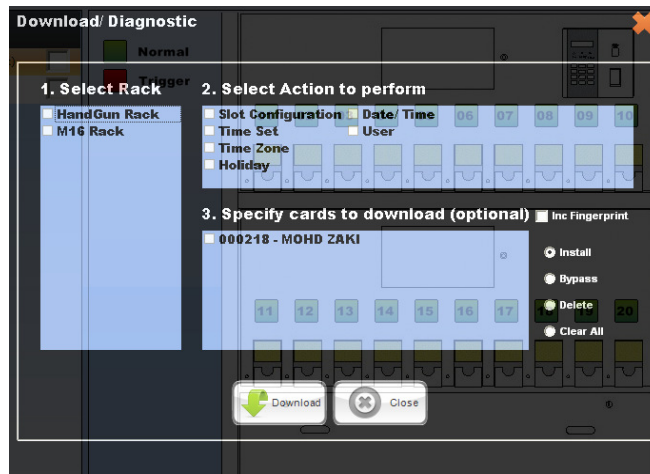 Download/ Diagnostic
Normal
Trigger
1. Select Rack
HandGun Rack
M16 Rack
2. Select Action to perform
Slot Configuration
Date/ Time
Time Set
User
Time Zone
Holiday
06 07 08 09 10
3. Specify cards to download (optional)
Inc Fingerprint
000218 - MOHD ZAKI
Install
Bypass
Delete
Clear All
11 12 13 14 15 16 17 18 19 20
Download
Close